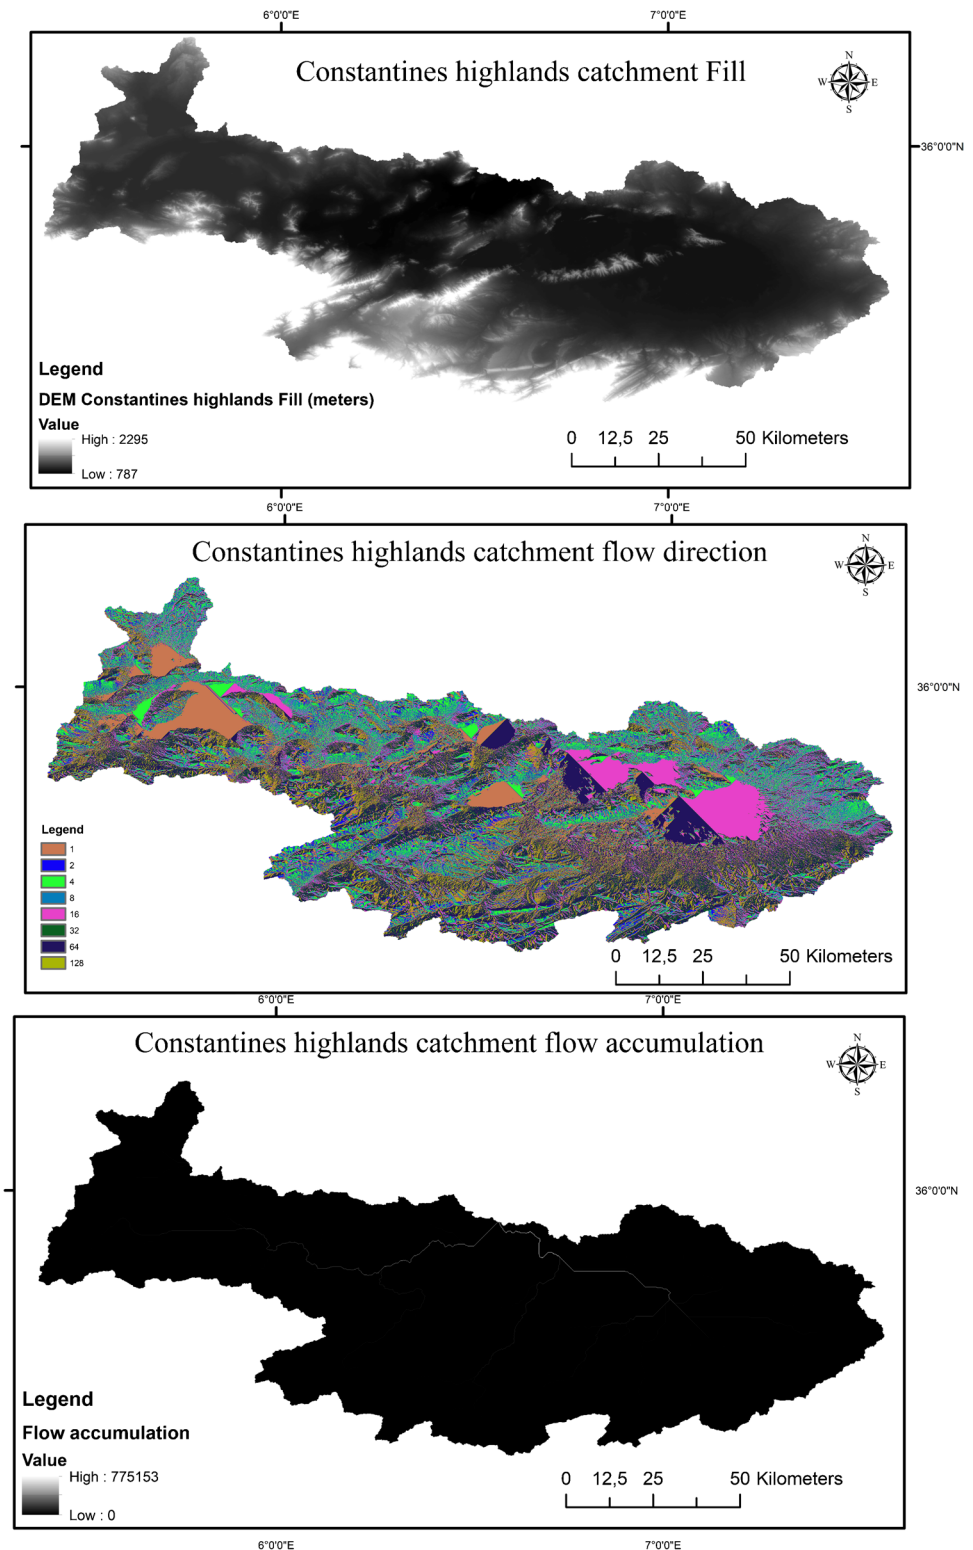 6°0'0"E 7°0'0"E
Constantines highlands catchment Fill
N
W E
S
36°0'0"N
Legend
DEM Constantines highlands Fill (meters)
Value
High : 2295
Low : 787
0 12,5 25 50 Kilometers
6°0'0"E 7°0'0"E
Constantines highlands catchment flow direction
N
W E
S
36°0'0"N
Legend
1
2
4
8
16
32
64
128
0 12,5 25 50 Kilometers
6°0'0"E 7°0'0"E
Constantines highlands catchment flow accumulation
N
W E
S
36°0'0"N
Legend
Flow accumulation
Value
High : 775153
Low : 0
0 12,5 25 50 Kilometers
6°0'0"E 7°0'0"E